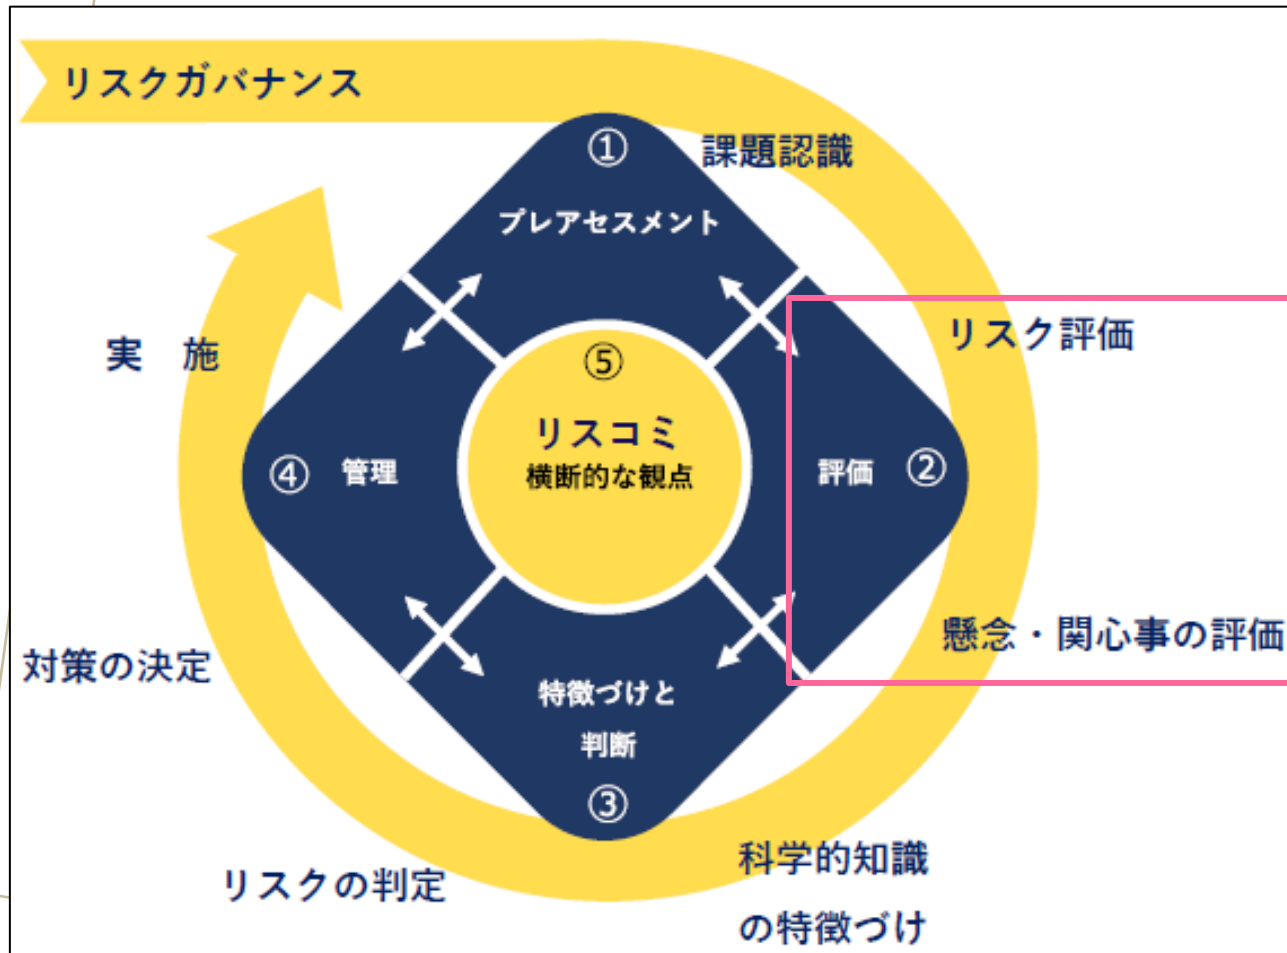 リスクガバナンス
①
課題認識
プレアセスメント
リスク評価
実　施
⑤
リスコミ
横断的な観点
④ 管理
評価 ②
懸念・関心事の評価
対策の決定
特徴づけと
判断
③
科学的知識
の特徴づけ
リスクの判定